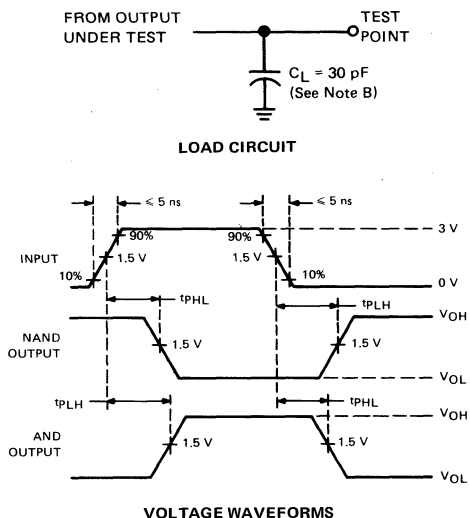 FROM OUTPUT
UNDER TEST
TEST
POINT
CL = 30 pF
(See Note B)
LOAD CIRCUIT
≤ 5 ns
≤ 5 ns
90%
90%
3 V
INPUT
1.5 V
1.5 V
10%
10%
0 V
tPHL
tPLH
VOH
NAND
OUTPUT
1.5 V
1.5 V
VOL
tPLH
tPHL
VOH
AND
OUTPUT
1.5 V
1.5 V
VOL
VOLTAGE WAVEFORMS